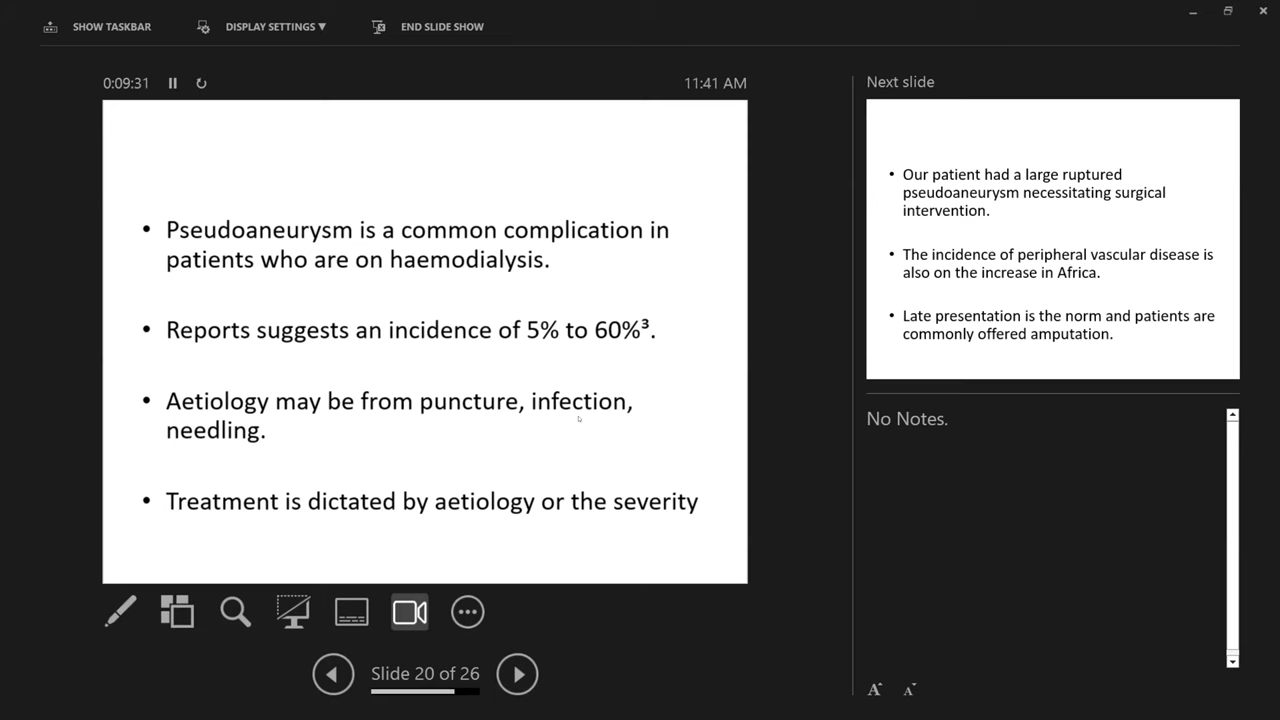 SHOW TASKBAR
DISPLAY SETTINGS ▼
END SLIDE SHOW
0:09:31
11:41 AM
• Pseudoaneurysm is a common complication in
patients who are on haemodialysis.
• Reports suggests an incidence of 5% to 60%³.
• Aetiology may be from puncture, infection,
needling.
• Treatment is dictated by aetiology or the severity
Slide 20 of 26
Next slide
• Our patient had a large ruptured
pseudoaneurysm necessitating surgical
intervention.
• The incidence of peripheral vascular disease is
also on the increase in Africa.
• Late presentation is the norm and patients are
commonly offered amputation.
No Notes.
A A